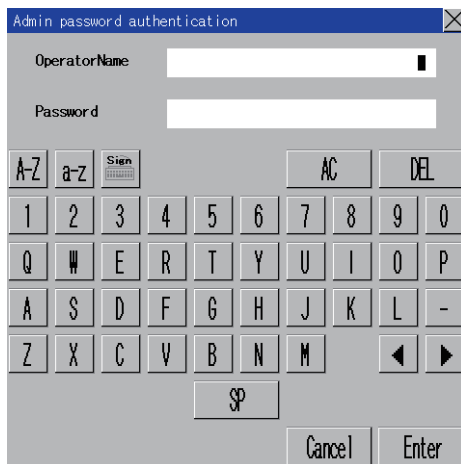 Admin password authentication
OperatorName
Password
A-Z a-z Sign AC DEL
1 2 3 4 5 6 7 8 9 0
Q W E R T Y U I O P
A S D F G H J K L -
Z X C V B N M
SP
Cancel Enter